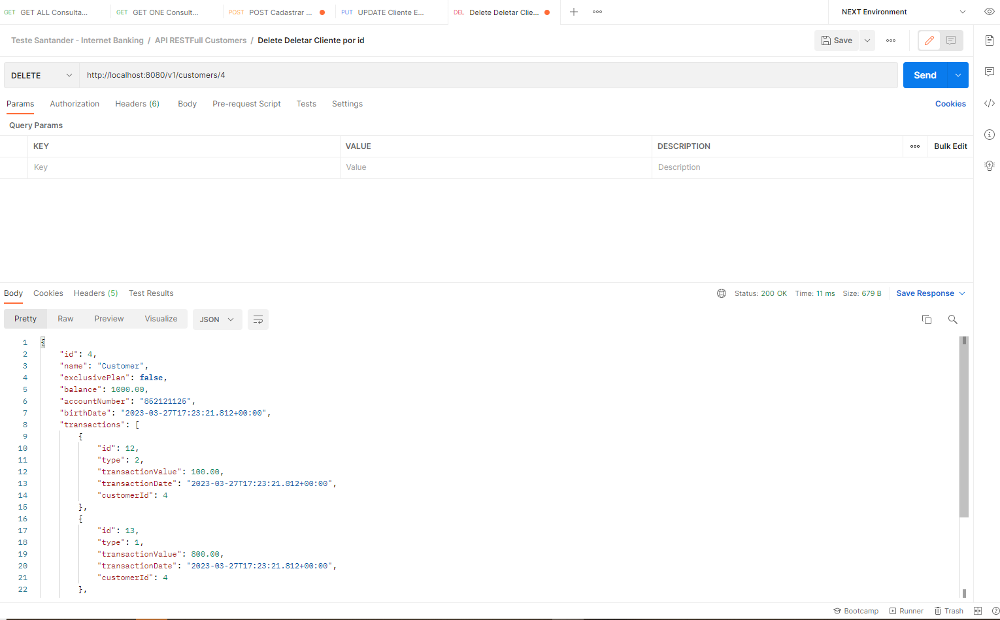 GET GET ALL Consulta... GET GET ONE Consult... POST POST Cadastrar ... PUT UPDATE Cliente E... DEL Delete Deletar Clie... NEXT Environment
Teste Santander - Internet Banking / API RESTFull Customers / Delete Deletar Cliente por id Save
DELETE http://localhost:8080/v1/customers/4 Send
Params Authorization Headers (6) Body Pre-request Script Tests Settings Cookies
Query Params
KEY VALUE DESCRIPTION Bulk Edit
Key Value Description
Body Cookies Headers (5) Test Results Status: 200 OK Time: 11 ms Size: 679 B Save Response
Pretty Raw Preview Visualize JSON
1 {
2 "id": 4,
3 "name": "Customer",
4 "exclusivePlan": false,
5 "balance": 1000.00,
6 "accountNumber": "852121125",
7 "birthDate": "2023-03-27T17:23:21.812+00:00",
8 "transactions": [
9 {
10 "id": 12,
11 "type": 2,
12 "transactionValue": 100.00,
13 "transactionDate": "2023-03-27T17:23:21.812+00:00",
14 "customerId": 4
15 },
16 {
17 "id": 13,
18 "type": 1,
19 "transactionValue": 800.00,
20 "transactionDate": "2023-03-27T17:23:21.812+00:00",
21 "customerId": 4
22 },
Bootcamp Runner Trash